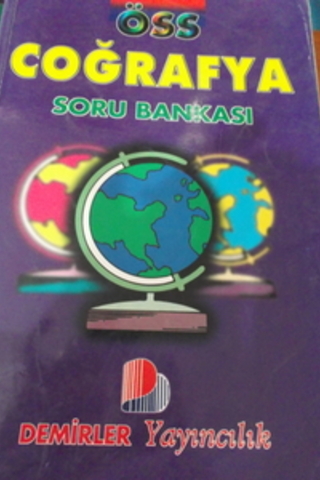 ÖSS
COĞRAFYA
SORU BANKASI
DEMİRLER Yayıncılık